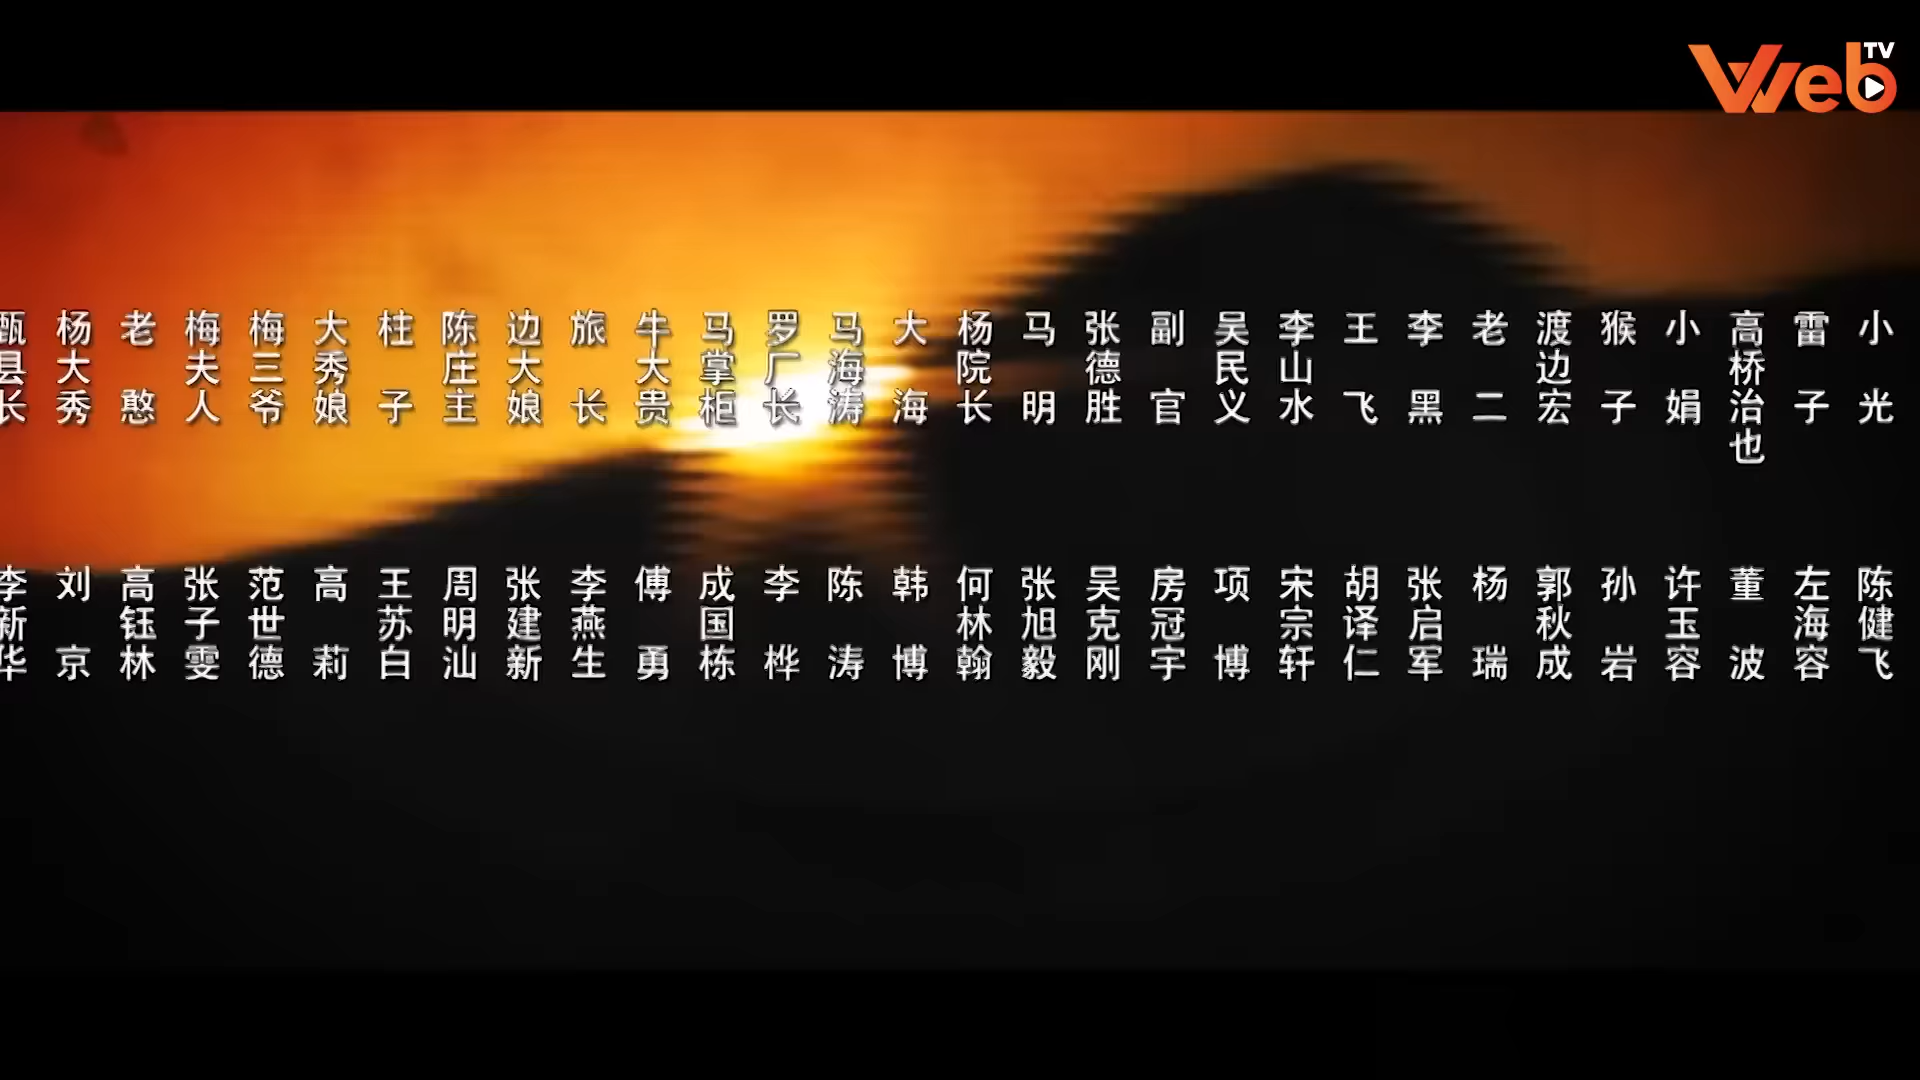 Web TV
小光
陈健飞
雷子
左海容
高桥治也
董波
小娟
许玉容
猴子
孙岩
渡边宏
郭秋成
老二
杨瑞
李黑
张启军
王飞
胡译仁
李山水
宋宗轩
吴民义
项博
副官
房冠宇
张德胜
吴克刚
马明
张旭毅
杨院长
何林翰
大海
韩博
马海涛
陈涛
罗厂长
李桦
马掌柜
成国栋
牛大贵
傅勇
旅长
李燕生
边大娘
张建新
陈庄主
周明汕
柱子
王苏白
大秀娘
高莉
梅三爷
范世德
梅夫人
张子雯
老憨
高钰林
杨大秀
刘京
甄县长
李新华